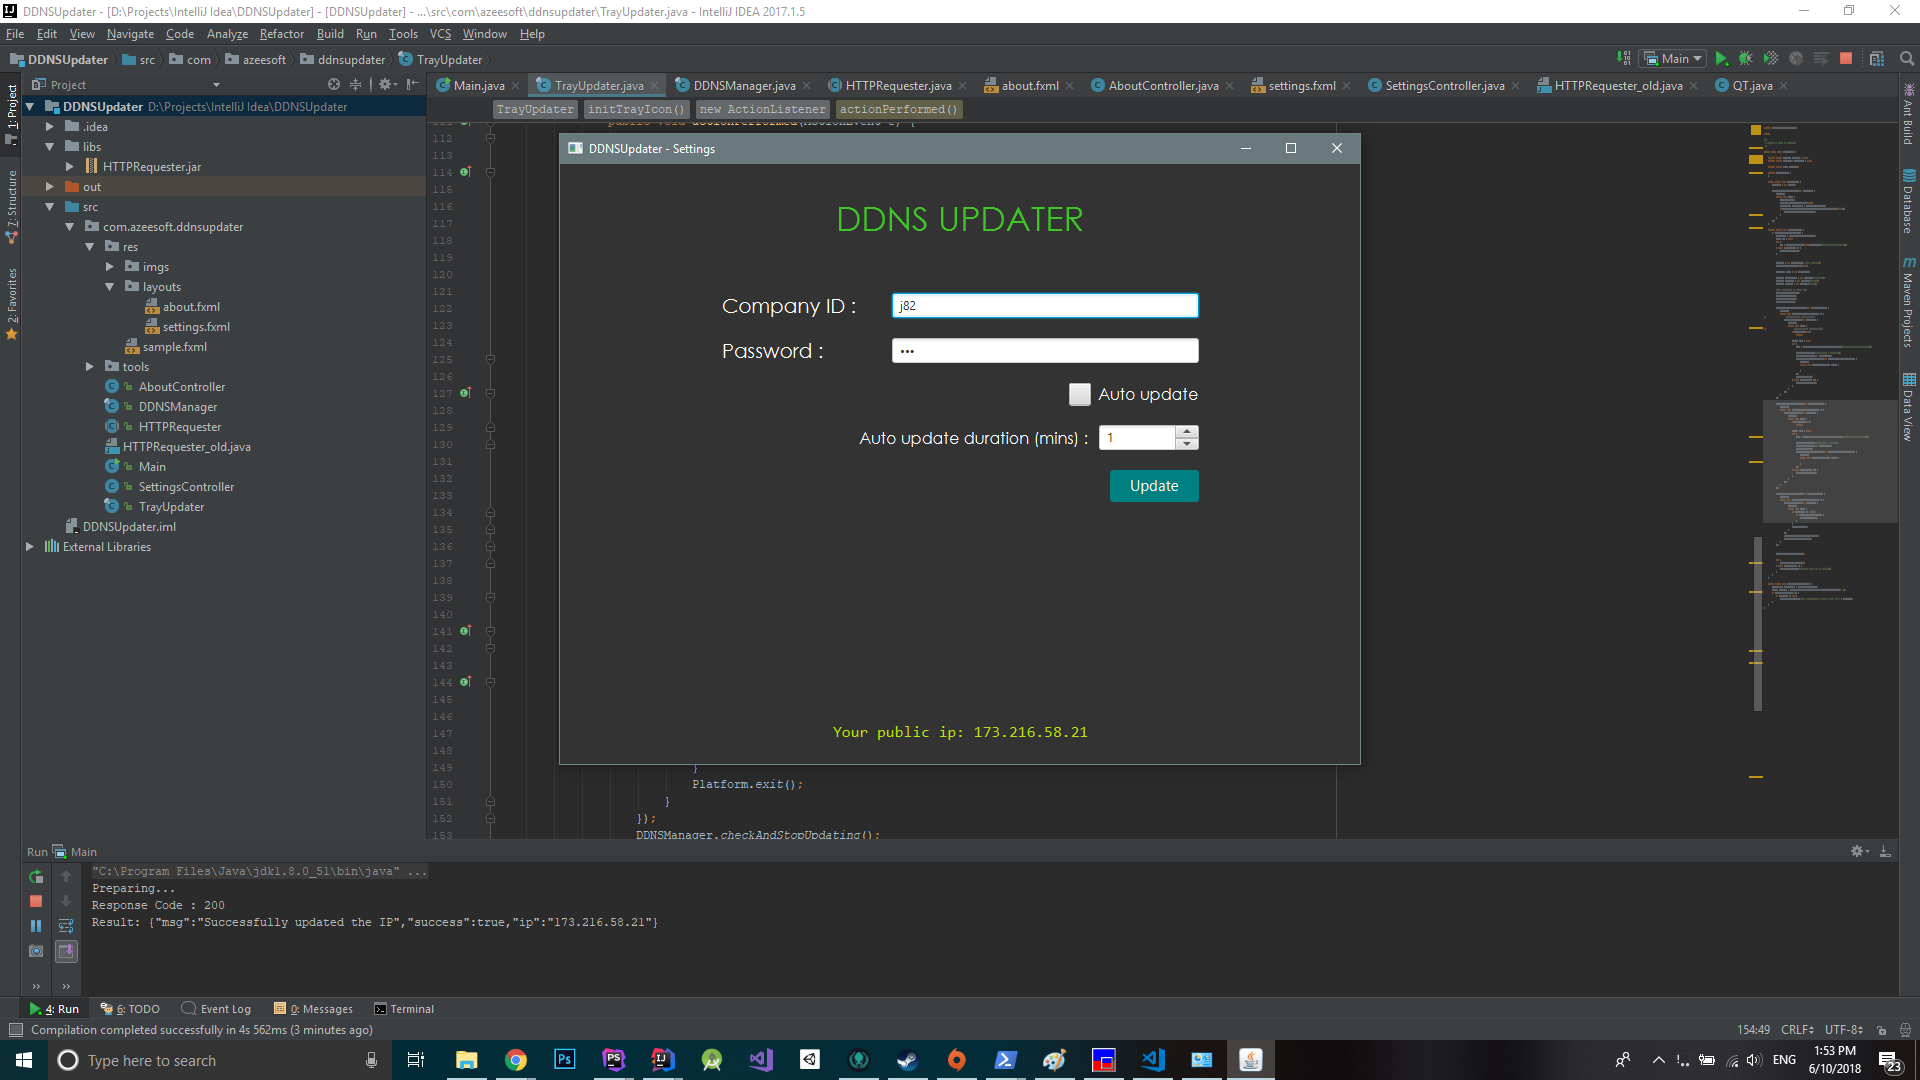 DDNSUpdater - [D:\Projects\IntelliJ Idea\DDNSUpdater] - [DDNSUpdater] - ...\src\com\azeesoft\ddnsupdater\TrayUpdater.java - IntelliJ IDEA 2017.1.5
File Edit View Navigate Code Analyze Refactor Build Run Tools VCS Window Help
DDNSUpdater src com azeesoft ddnsupdater TrayUpdater
Main
Project
Main.java TrayUpdater.java DDNSManager.java HTTPRequester.java about.fxml AboutController.java settings.fxml SettingsController.java HTTPRequester_old.java QT.java
TrayUpdater initTrayIcon() new ActionListener actionPerformed()
1: Project
7: Structure
2: Favorites
DDNSUpdater D:\Projects\IntelliJ Idea\DDNSUpdater
.idea
libs
HTTPRequester.jar
out
src
com.azeesoft.ddnsupdater
res
imgs
layouts
about.fxml
settings.fxml
sample.fxml
tools
AboutController
DDNSManager
HTTPRequester
HTTPRequester_old.java
Main
SettingsController
TrayUpdater
DDNSUpdater.iml
External Libraries
112
113
114
115
116
117
118
119
120
121
122
123
124
125
126
127
128
129
130
131
132
133
134
135
136
137
138
139
140
141
142
143
144
145
146
147
148
149 }
150 Platform.exit();
151 }
152 });
153 DDNSManager.checkAndStopUpdating();
DDNSUpdater - Settings
DDNS UPDATER
Company ID : j82
Password : •••
Auto update
Auto update duration (mins) : 1
Update
Your public ip: 173.216.58.21
Ant Build
Database
Maven Projects
Data View
Run Main
"C:\Program Files\Java\jdk1.8.0_51\bin\java" ...
Preparing...
Response Code : 200
Result: {"msg":"Successfully updated the IP","success":true,"ip":"173.216.58.21"}
4: Run 6: TODO Event Log 0: Messages Terminal
Compilation completed successfully in 4s 562ms (3 minutes ago)
154:49 CRLF UTF-8
Type here to search
ENG
1:53 PM
6/10/2018
23